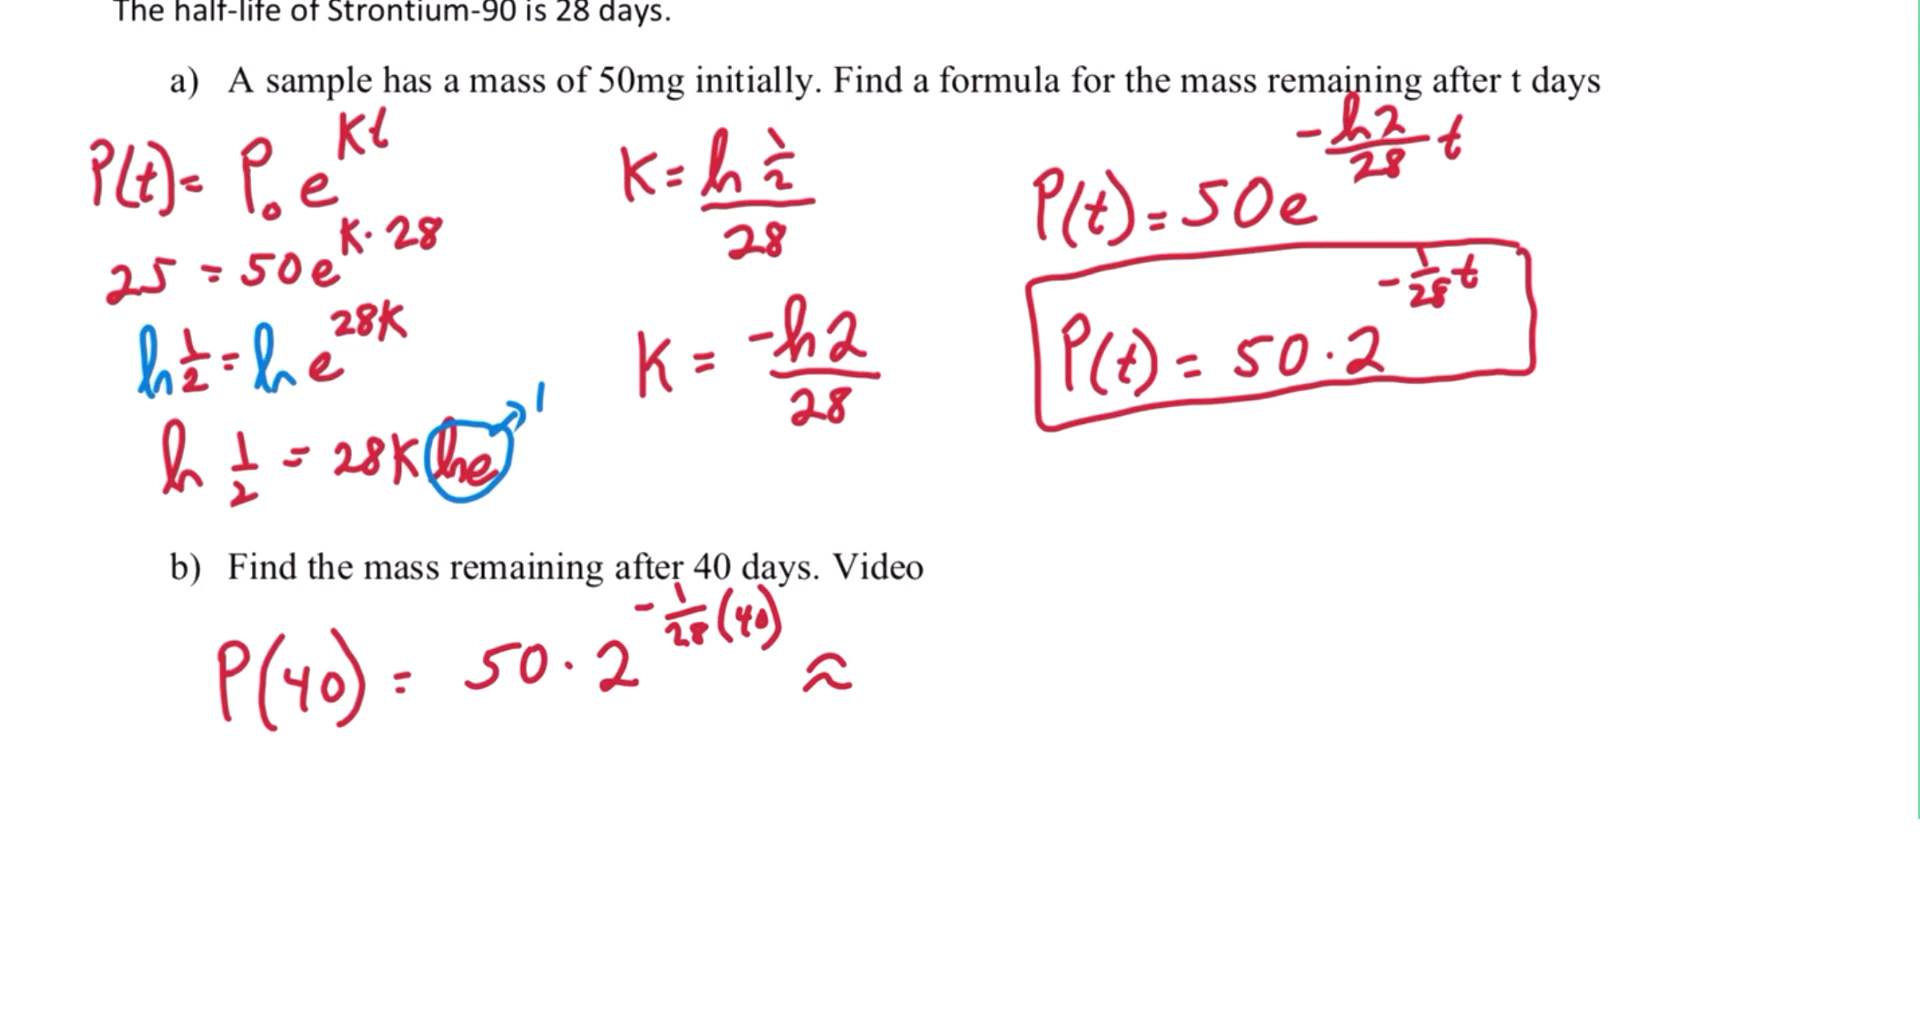 The half-life of Strontium-90 is 28 days.
a) A sample has a mass of 50mg initially. Find a formula for the mass remaining after t days
P(t) = P₀ e^{kt}
25 = 50e^{k·28}
ln 1/2 = ln e^{28k}
ln 1/2 = 28k(ln e) → 1
k = ln 1/2 / 28
k = -ln2 / 28
P(t) = 50e^{-ln2/28 t}
P(t) = 50·2^{-1/28 t}
b) Find the mass remaining after 40 days. Video
P(40) = 50·2^{-1/28 (40)} ≈